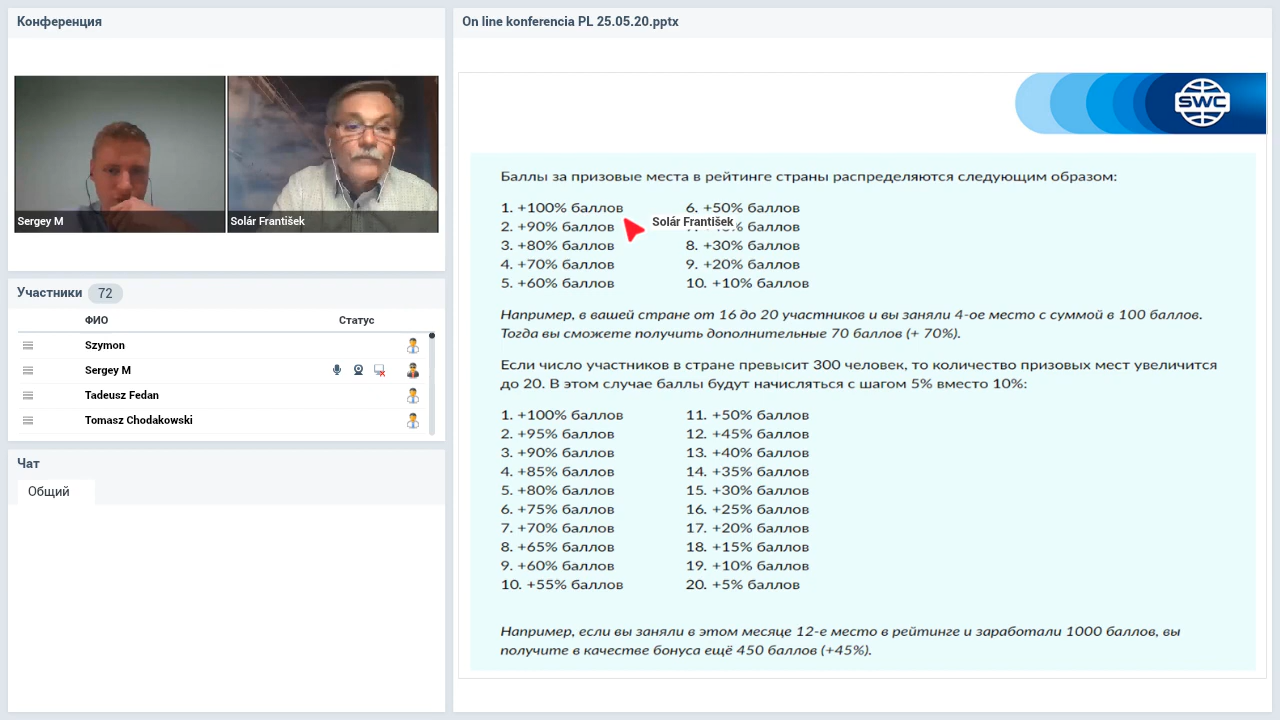 Конференция
Sergey M
Solár František
Участники 72
ФИО
Статус
Szymon
Sergey M
Tadeusz Fedan
Tomasz Chodakowski
Чат
Общий
On line konferencia PL 25.05.20.pptx
SWC
Баллы за призовые места в рейтинге страны распределяются следующим образом:
1. +100% баллов
2. +90% баллов
3. +80% баллов
4. +70% баллов
5. +60% баллов
6. +50% баллов
Solár František
баллов
8. +30% баллов
9. +20% баллов
10. +10% баллов
Например, в вашей стране от 16 до 20 участников и вы заняли 4-ое место с суммой в 100 баллов.
Тогда вы сможете получить дополнительные 70 баллов (+ 70%).
Если число участников в стране превысит 300 человек, то количество призовых мест увеличится
до 20. В этом случае баллы будут начисляться с шагом 5% вместо 10%:
1. +100% баллов
2. +95% баллов
3. +90% баллов
4. +85% баллов
5. +80% баллов
6. +75% баллов
7. +70% баллов
8. +65% баллов
9. +60% баллов
10. +55% баллов
11. +50% баллов
12. +45% баллов
13. +40% баллов
14. +35% баллов
15. +30% баллов
16. +25% баллов
17. +20% баллов
18. +15% баллов
19. +10% баллов
20. +5% баллов
Например, если вы заняли в этом месяце 12-е место в рейтинге и заработали 1000 баллов, вы
получите в качестве бонуса ещё 450 баллов (+45%).